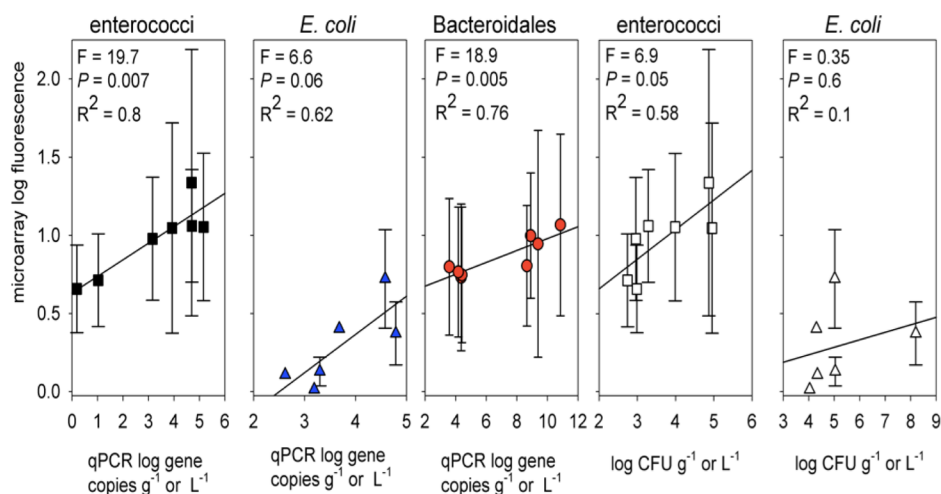 enterococci
E. coli
Bacteroidales
enterococci
E. coli
F = 19.7
P = 0.007
R² = 0.8
F = 6.6
P = 0.06
R² = 0.62
F = 18.9
P = 0.005
R² = 0.76
F = 6.9
P = 0.05
R² = 0.58
F = 0.35
P = 0.6
R² = 0.1
microarray log fluorescence
2.0
1.5
1.0
0.5
0.0
0 1 2 3 4 5 6
2 3 4 5
2 4 6 8 10 12
2 3 4 5 6
3 4 5 6 7 8 9
qPCR log gene
copies g⁻¹ or L⁻¹
qPCR log gene
copies g⁻¹ or L⁻¹
qPCR log gene
copies g⁻¹ or L⁻¹
log CFU g⁻¹ or L⁻¹
log CFU g⁻¹ or L⁻¹